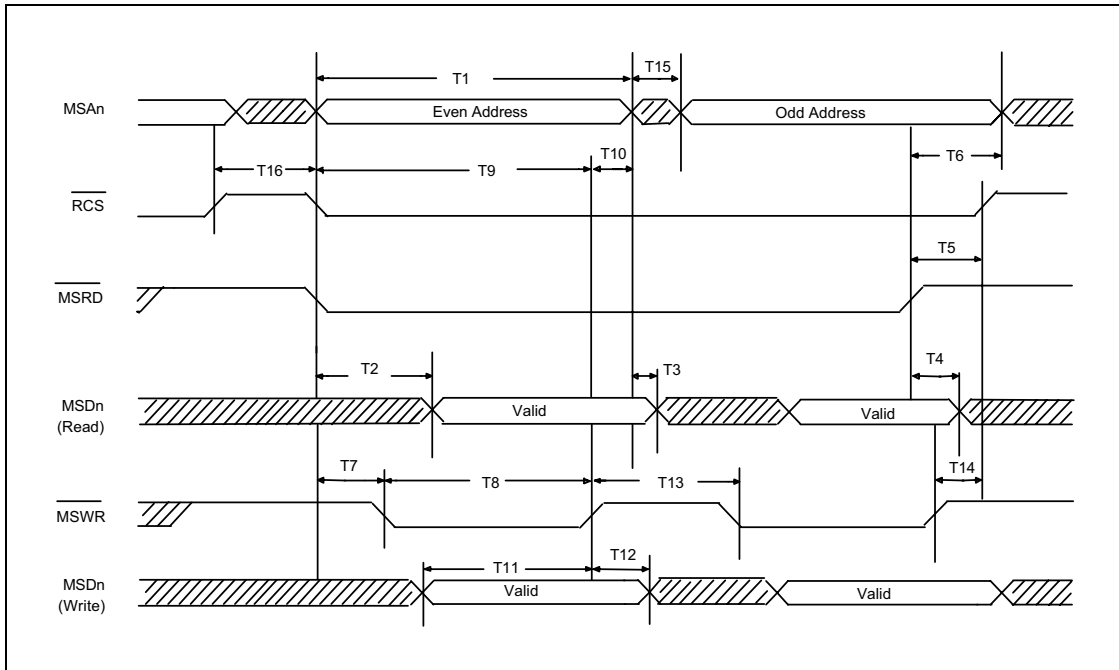 T1
T15
MSAn
Even Address
Odd Address
T16
T9
T10
T6
RCS
T5
MSRD
T2
T3
T4
MSDn
(Read)
Valid
Valid
T7
T8
T13
T14
MSWR
T11
T12
MSDn
(Write)
Valid
Valid